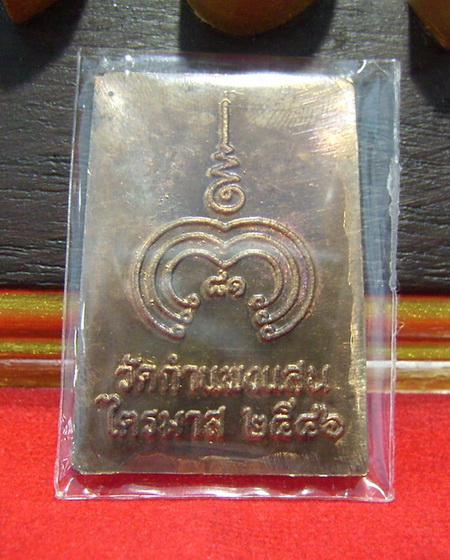 ๘๑
วัดกำแพงแสน
ไตรมาส ๒๕๔๖